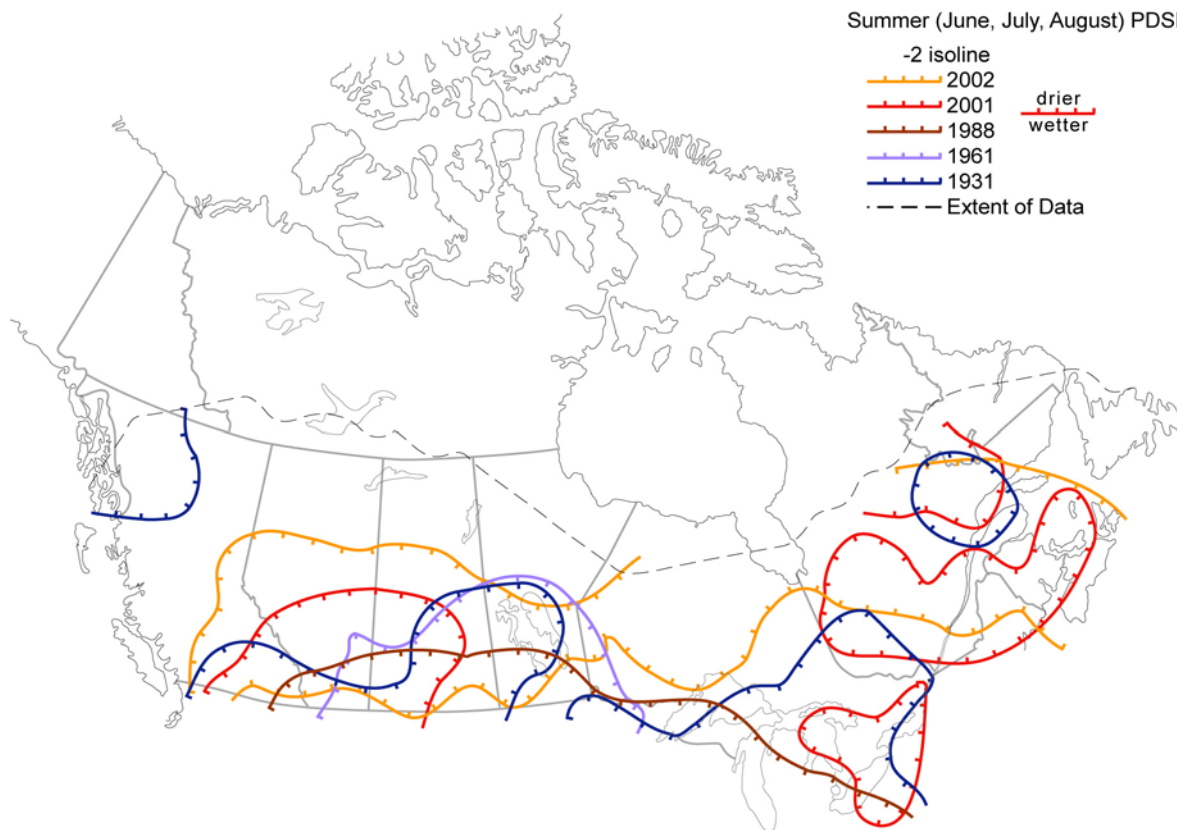 Summer (June, July, August) PDSI
-2 isoline
2002
2001
1988
1961
1931
Extent of Data
drier
wetter